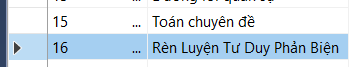 15 ... Toán chuyên đề
16 ... Rèn Luyện Tư Duy Phản Biện